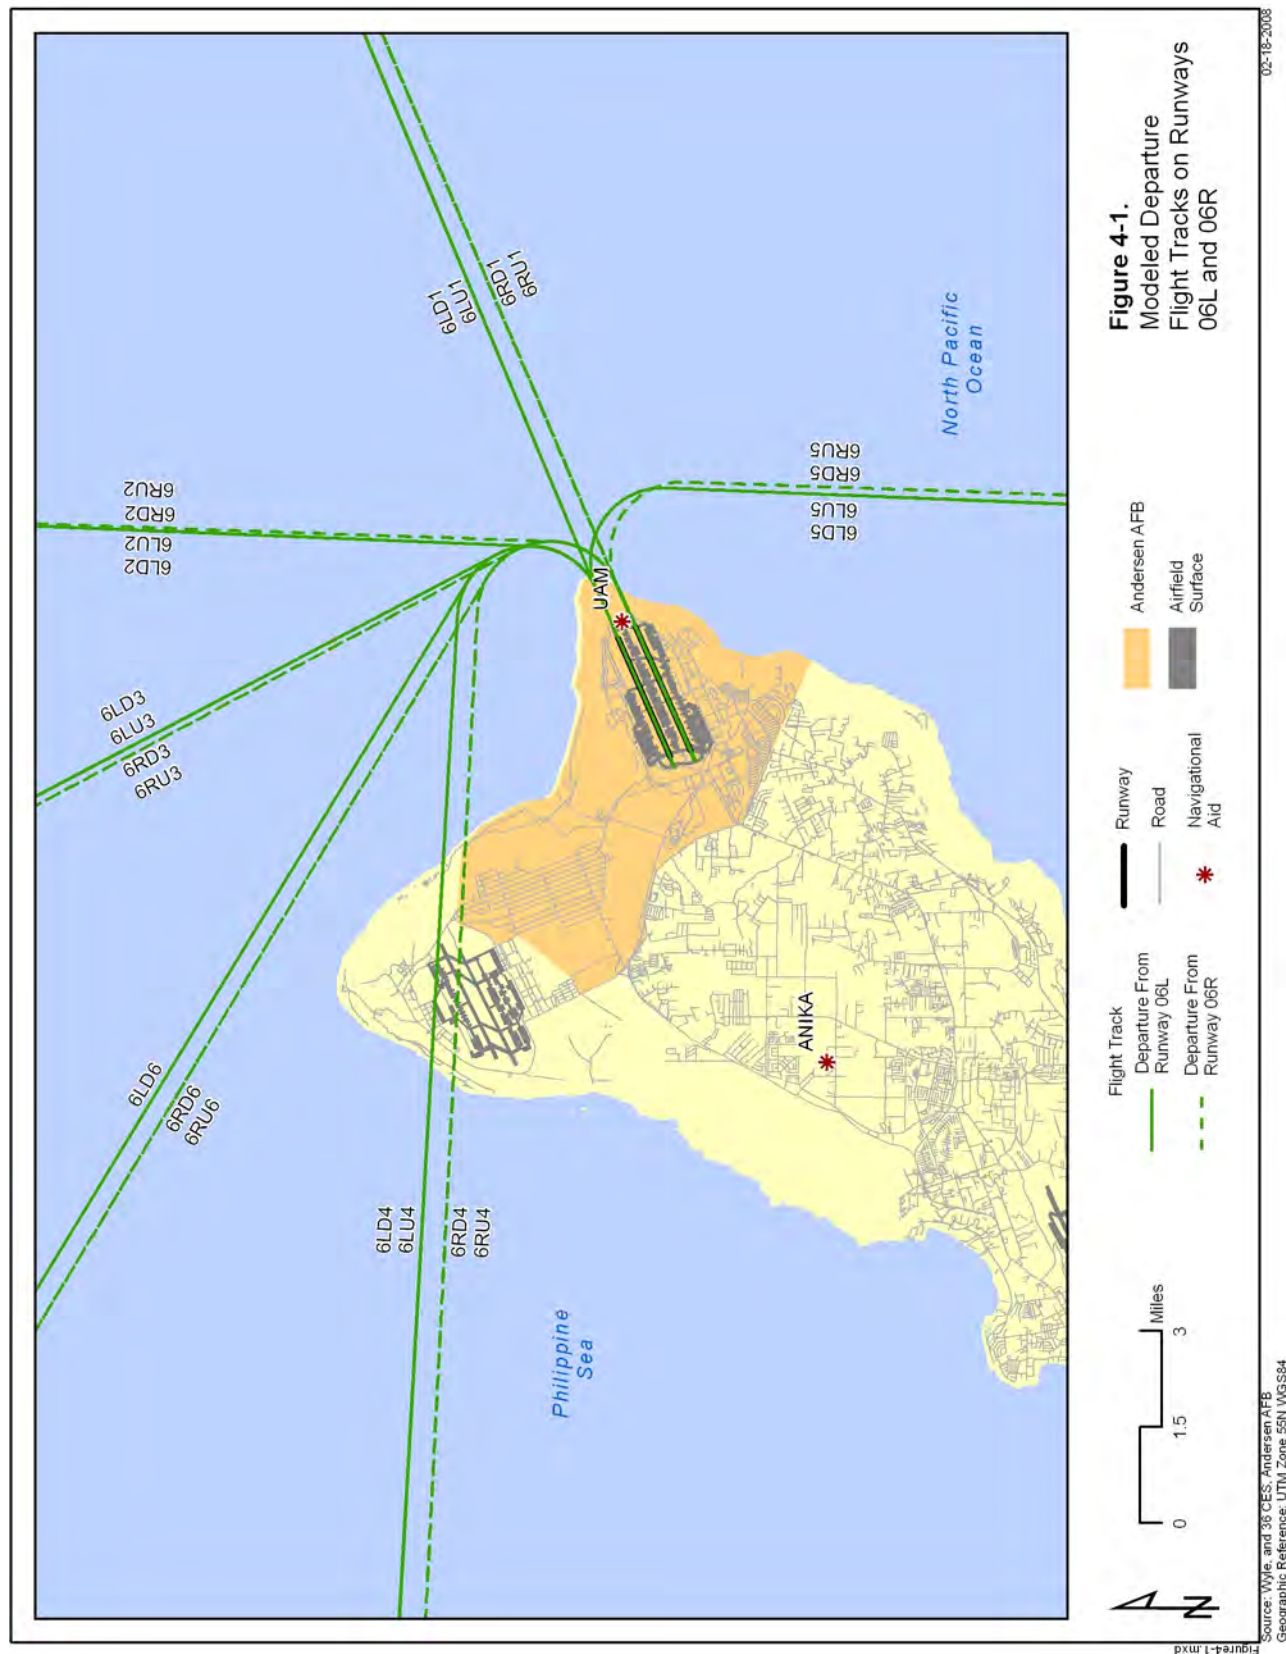 6LD6
6RD6
6RU6
6LD3
6LU3
6RD3
6RU3
6LD2
6LU2
6RD2
6RU2
6LD1
6LU1
6RD1
6RU1
6LD4
6LU4
6RD4
6RU4
Philippine
Sea
UAM
ANIKA
6LD5
6LU5
6RD5
6RU5
North Pacific
Ocean
N
0
1.5
3
Miles
Flight Track
Departure From
Runway 06L
Departure From
Runway 06R
Runway
Road
Navigational
Aid
Andersen AFB
Airfield
Surface
Figure 4-1.
Modeled Departure
Flight Tracks on Runways
06L and 06R
Source: Wyle, and 36 CES, Andersen AFB
Geographic Reference: UTM Zone 55N WGS84
02-18-2008
Figure4-1.mxd